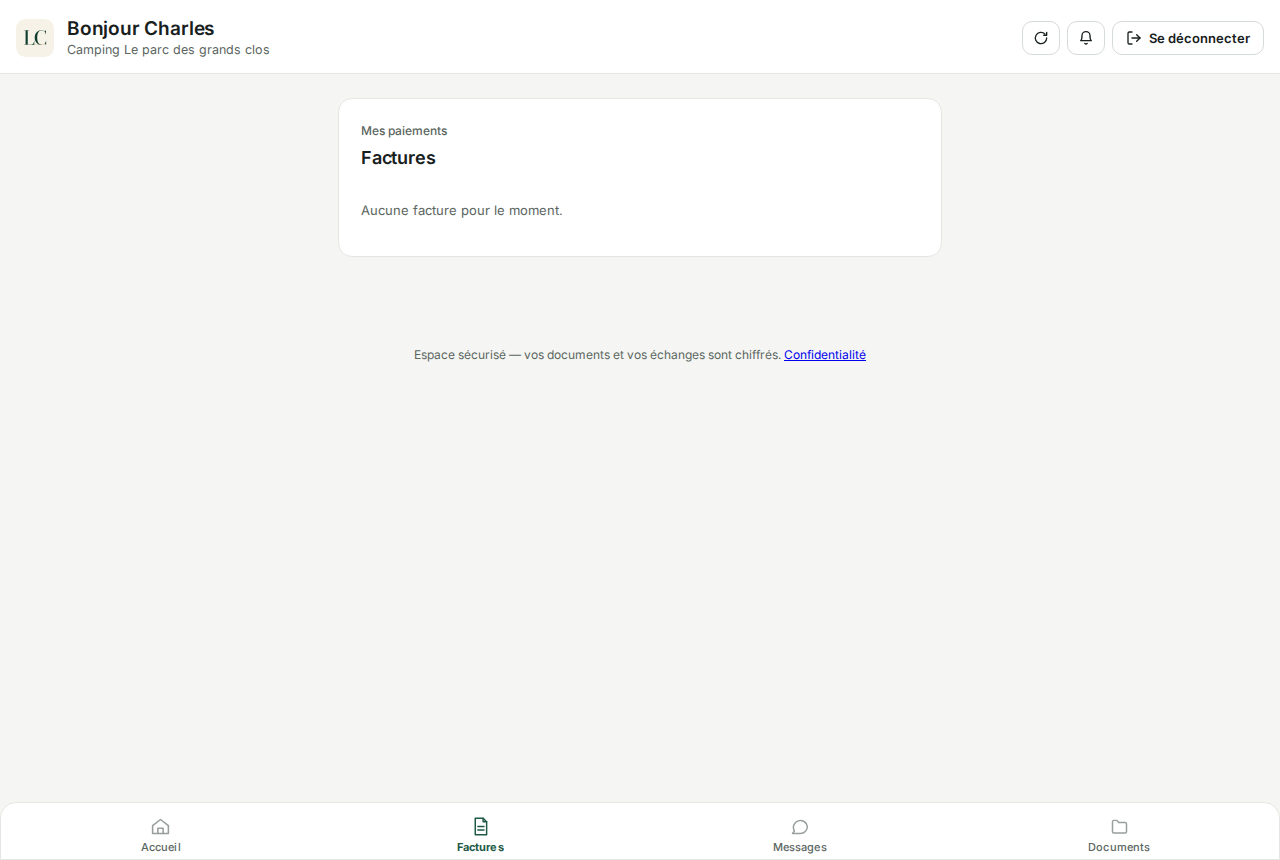 LC
Bonjour Charles
Camping Le parc des grands clos
Se déconnecter
Mes paiements
Factures
Aucune facture pour le moment.
Espace sécurisé — vos documents et vos échanges sont chiffrés. Confidentialité
Accueil
Factures
Messages
Documents